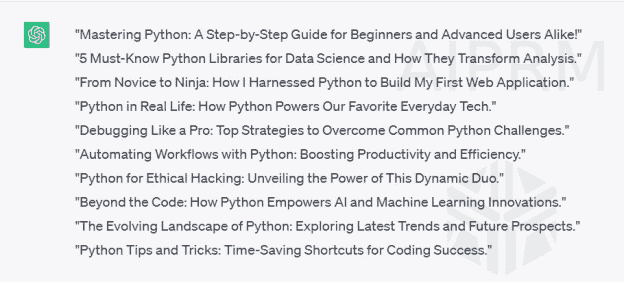 "Mastering Python: A Step-by-Step Guide for Beginners and Advanced Users Alike!"
"5 Must-Know Python Libraries for Data Science and How They Transform Analysis."
"From Novice to Ninja: How I Harnessed Python to Build My First Web Application."
"Python in Real Life: How Python Powers Our Favorite Everyday Tech."
"Debugging Like a Pro: Top Strategies to Overcome Common Python Challenges."
"Automating Workflows with Python: Boosting Productivity and Efficiency."
"Python for Ethical Hacking: Unveiling the Power of This Dynamic Duo."
"Beyond the Code: How Python Empowers AI and Machine Learning Innovations."
"The Evolving Landscape of Python: Exploring Latest Trends and Future Prospects."
"Python Tips and Tricks: Time-Saving Shortcuts for Coding Success."
AIPRM